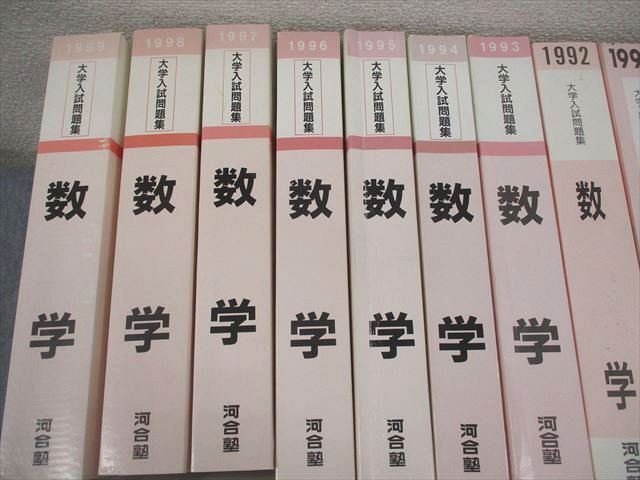 1999
大学入試問題集
数学
河合塾
1998
大学入試問題集
数学
河合塾
1997
大学入試問題集
数学
河合塾
1996
大学入試問題集
数学
河合塾
1995
大学入試問題集
数学
河合塾
1994
大学入試問題集
数学
河合塾
1993
大学入試問題集
数学
河合塾
1992
大学入試問題集
数学
河合
199